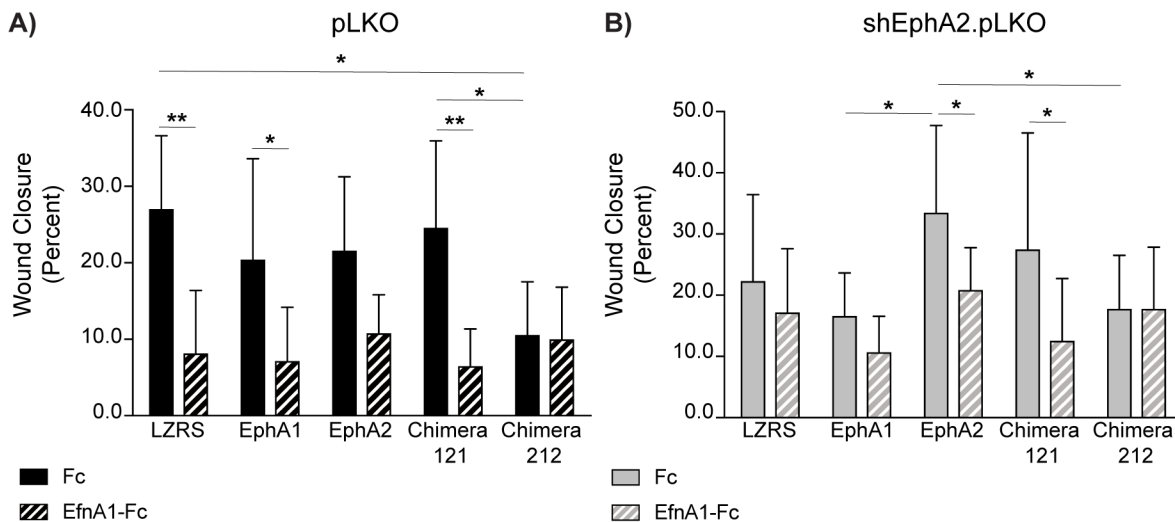 A)
pLKO
*
*
**
*
**
40.0
30.0
20.0
10.0
0.0
Wound Closure
(Percent)
LZRS EphA1 EphA2 Chimera 121 Chimera 212
Fc
EfnA1-Fc
B)
shEphA2.pLKO
*
*
*
*
50.0
40.0
30.0
20.0
10.0
0.0
Wound Closure
(Percent)
LZRS EphA1 EphA2 Chimera 121 Chimera 212
Fc
EfnA1-Fc